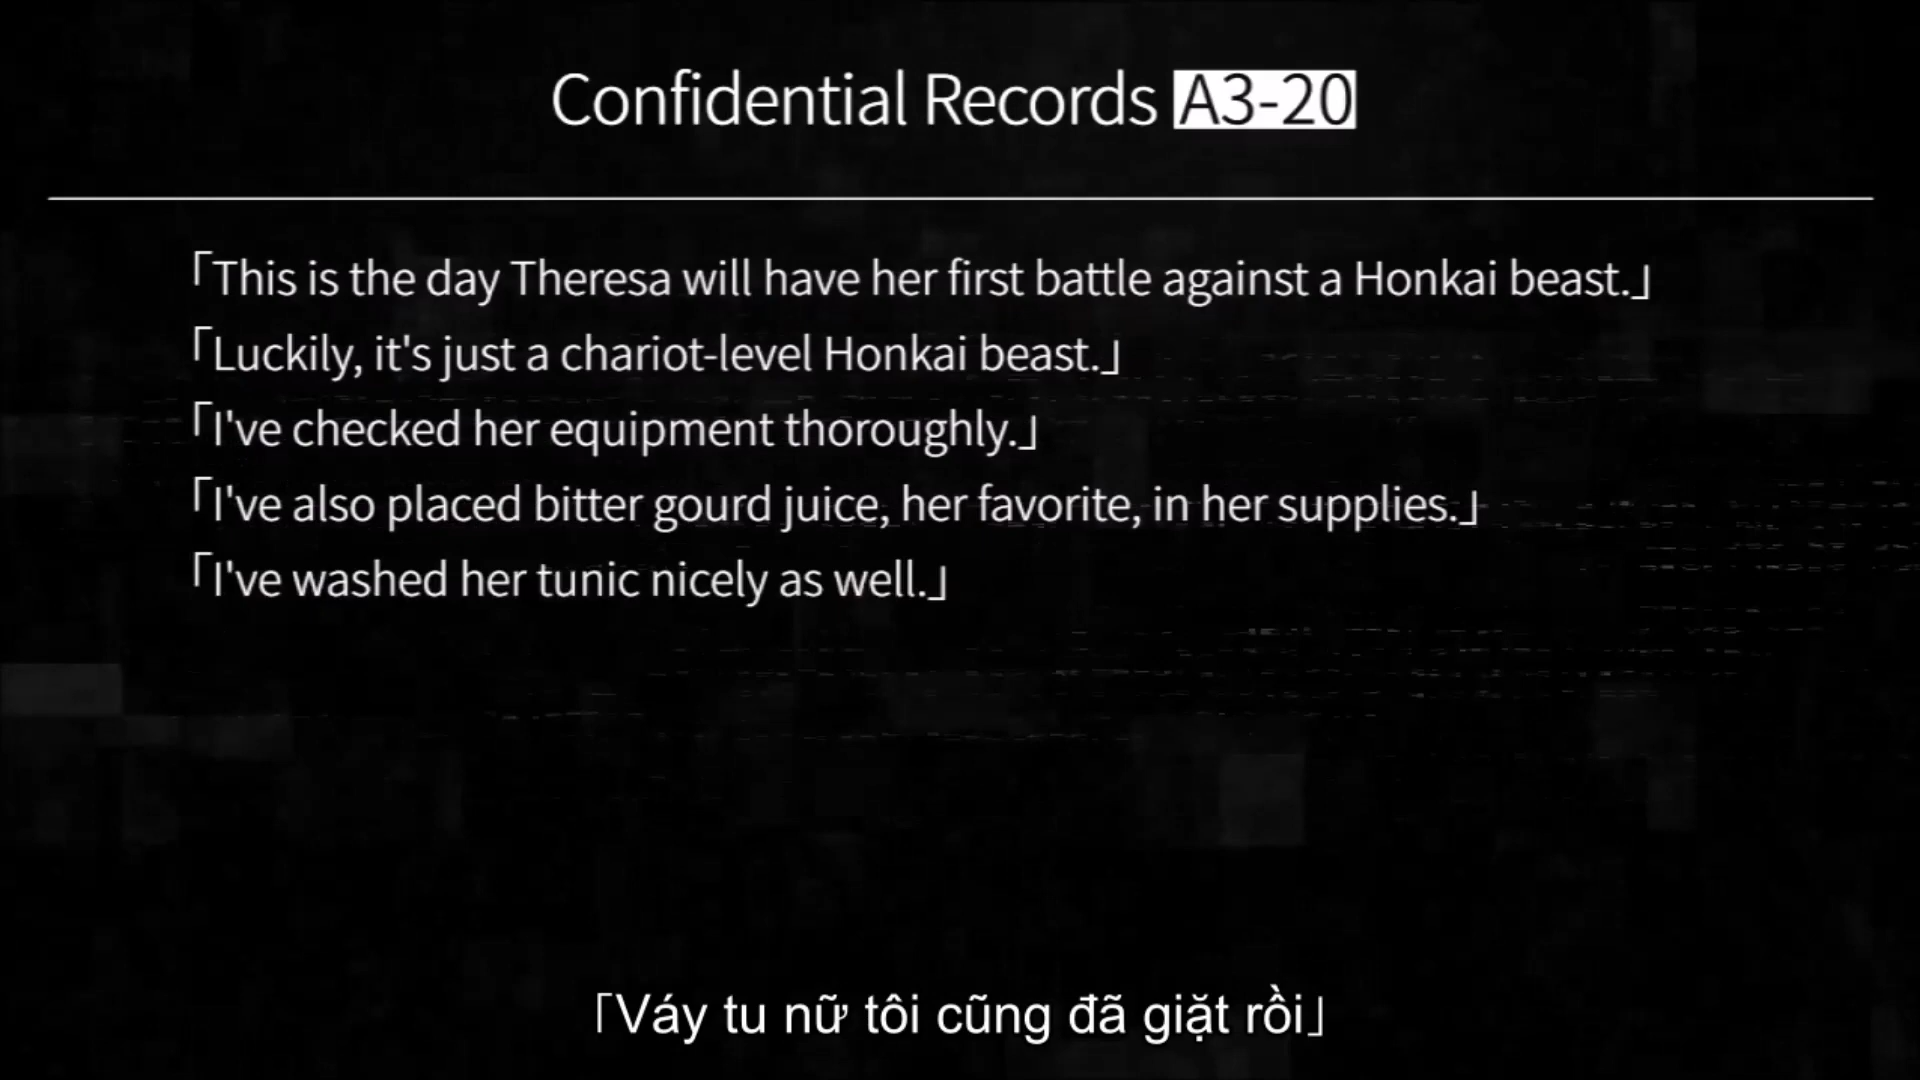 Confidential Records A3-20
「This is the day Theresa will have her first battle against a Honkai beast.」
「Luckily, it's just a chariot-level Honkai beast.」
「I've checked her equipment thoroughly.」
「I've also placed bitter gourd juice, her favorite, in her supplies.」
「I've washed her tunic nicely as well.」
「Váy tu nữ tôi cũng đã giặt rồi」